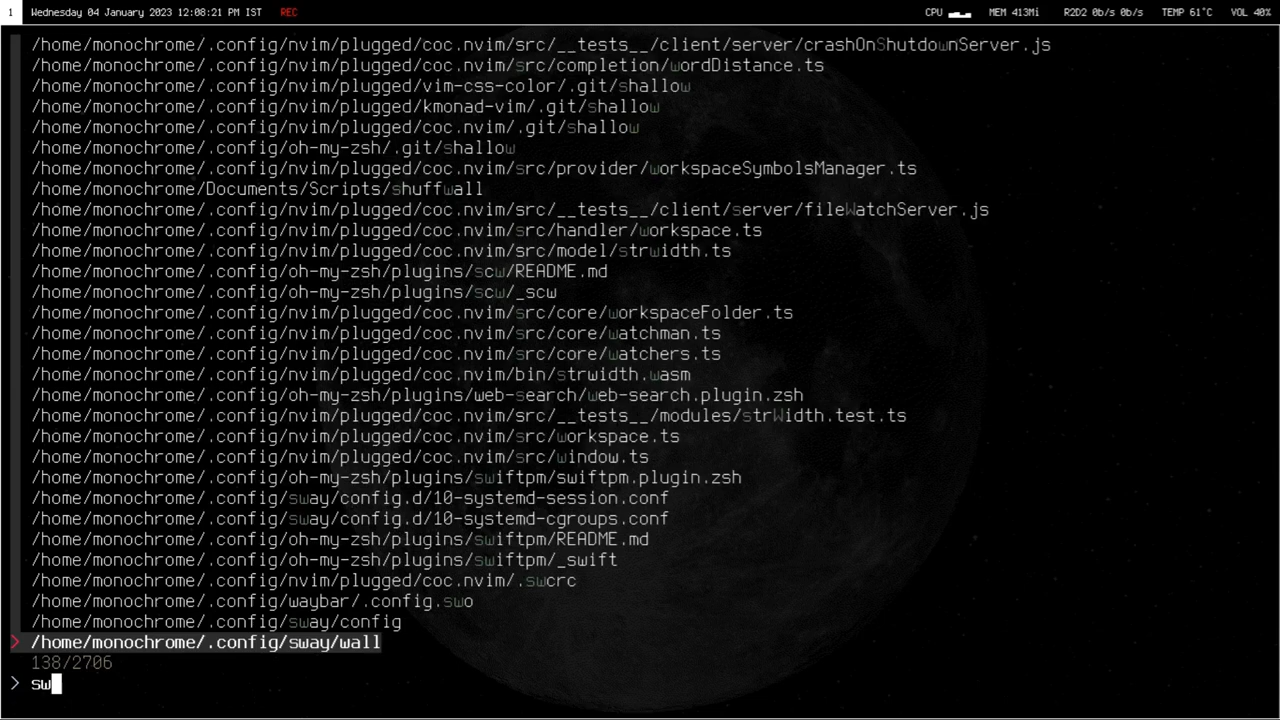 1 Wednesday 04 January 2023 12:08:21 PM IST REC CPU MEM 413Mi R2D2 0b/s 0b/s TEMP 61°C VOL 40%
/home/monochrome/.config/nvim/plugged/coc.nvim/src/__tests__/client/server/crashOnShutdownServer.js
/home/monochrome/.config/nvim/plugged/coc.nvim/src/completion/wordDistance.ts
/home/monochrome/.config/nvim/plugged/vim-css-color/.git/shallow
/home/monochrome/.config/nvim/plugged/kmonad-vim/.git/shallow
/home/monochrome/.config/nvim/plugged/coc.nvim/.git/shallow
/home/monochrome/.config/oh-my-zsh/.git/shallow
/home/monochrome/.config/nvim/plugged/coc.nvim/src/provider/workspaceSymbolsManager.ts
/home/monochrome/Documents/Scripts/shuffwall
/home/monochrome/.config/nvim/plugged/coc.nvim/src/__tests__/client/server/fileWatchServer.js
/home/monochrome/.config/nvim/plugged/coc.nvim/src/handler/workspace.ts
/home/monochrome/.config/nvim/plugged/coc.nvim/src/model/strwidth.ts
/home/monochrome/.config/oh-my-zsh/plugins/scw/README.md
/home/monochrome/.config/oh-my-zsh/plugins/scw/_scw
/home/monochrome/.config/nvim/plugged/coc.nvim/src/core/workspaceFolder.ts
/home/monochrome/.config/nvim/plugged/coc.nvim/src/core/watchman.ts
/home/monochrome/.config/nvim/plugged/coc.nvim/src/core/watchers.ts
/home/monochrome/.config/nvim/plugged/coc.nvim/bin/strwidth.wasm
/home/monochrome/.config/oh-my-zsh/plugins/web-search/web-search.plugin.zsh
/home/monochrome/.config/nvim/plugged/coc.nvim/src/__tests__/modules/strWidth.test.ts
/home/monochrome/.config/nvim/plugged/coc.nvim/src/workspace.ts
/home/monochrome/.config/nvim/plugged/coc.nvim/src/window.ts
/home/monochrome/.config/oh-my-zsh/plugins/swiftpm/swiftpm.plugin.zsh
/home/monochrome/.config/sway/config.d/10-systemd-session.conf
/home/monochrome/.config/sway/config.d/10-systemd-cgroups.conf
/home/monochrome/.config/oh-my-zsh/plugins/swiftpm/README.md
/home/monochrome/.config/oh-my-zsh/plugins/swiftpm/_swift
/home/monochrome/.config/nvim/plugged/coc.nvim/.swcrc
/home/monochrome/.config/waybar/.config.swo
/home/monochrome/.config/sway/config
> /home/monochrome/.config/sway/wall
138/2706
> sw